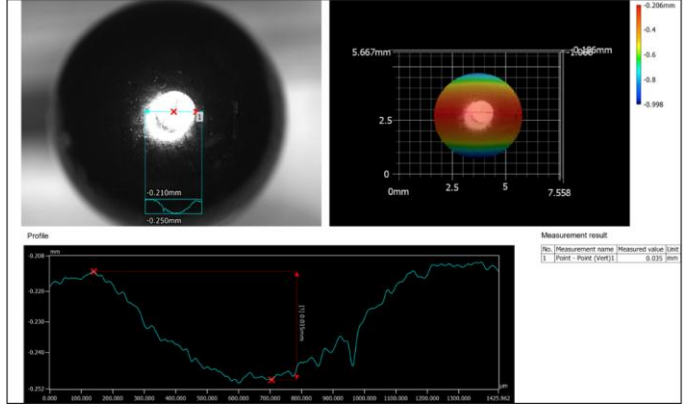 -0.210mm
-0.250mm
1
5.667mm
2.5
0
0mm
2.5
5
7.558
-0.206mm
-0.4
-0.6
-0.8
-0.998
Profile
mm
-0.208
-0.220
-0.230
-0.240
-0.252
[1] 0.035mm
0.000 100.000 200.000 300.000 400.000 500.000 600.000 700.000 800.000 900.000 1000.000 1100.000 1200.000 1300.000 1425.962
um
Measurement result
No. Measurement name Measured value Unit
1 Point - Point (Vert)1 0.035 mm